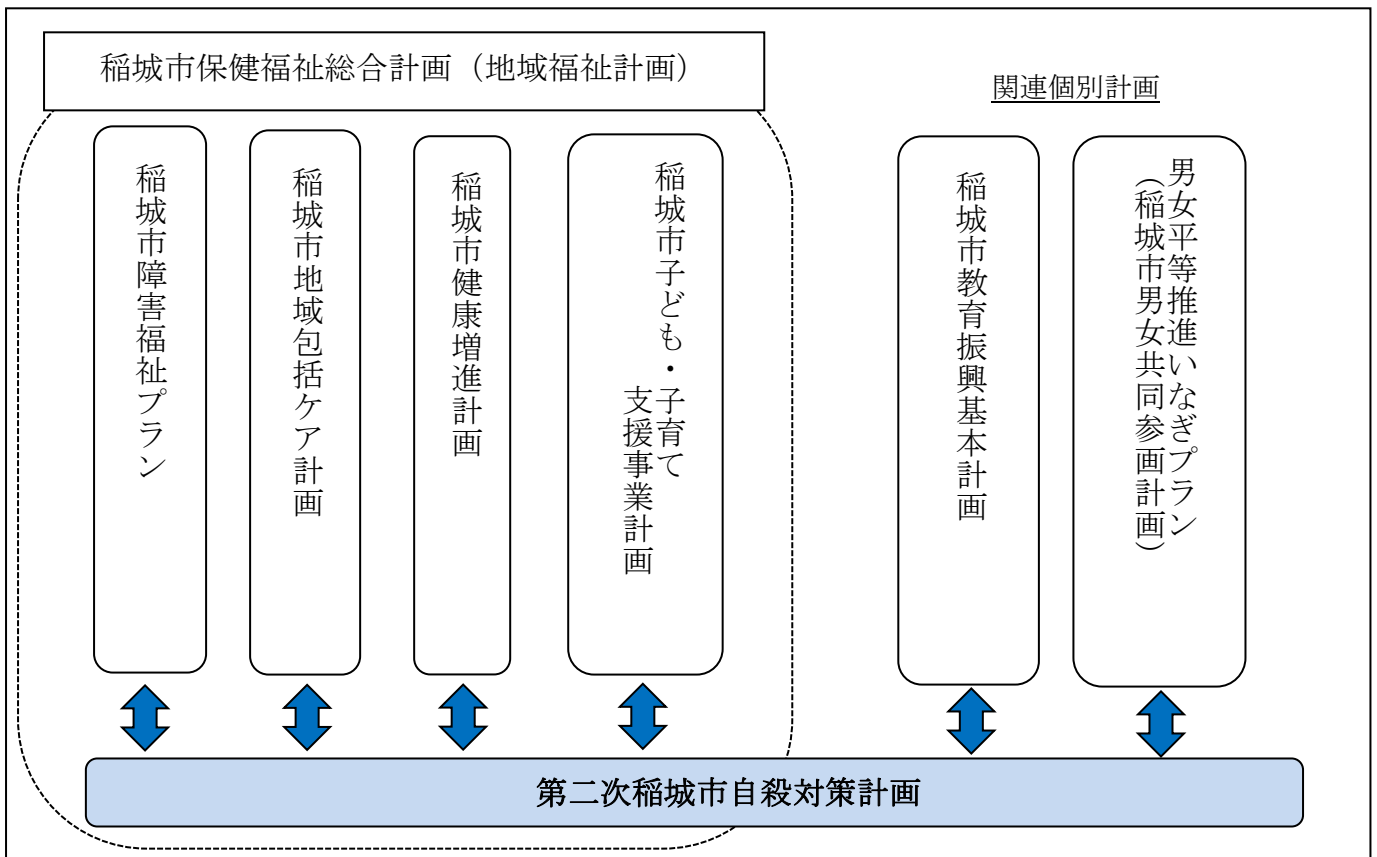 稲城市保健福祉総合計画（地域福祉計画）
関連個別計画
稲城市障害福祉プラン
稲城市地域包括ケア計画
稲城市健康増進計画
稲城市子ども・子育て
支援事業計画
稲城市教育振興基本計画
男女平等推進いなぎプラン
（稲城市男女共同参画計画）
第二次稲城市自殺対策計画